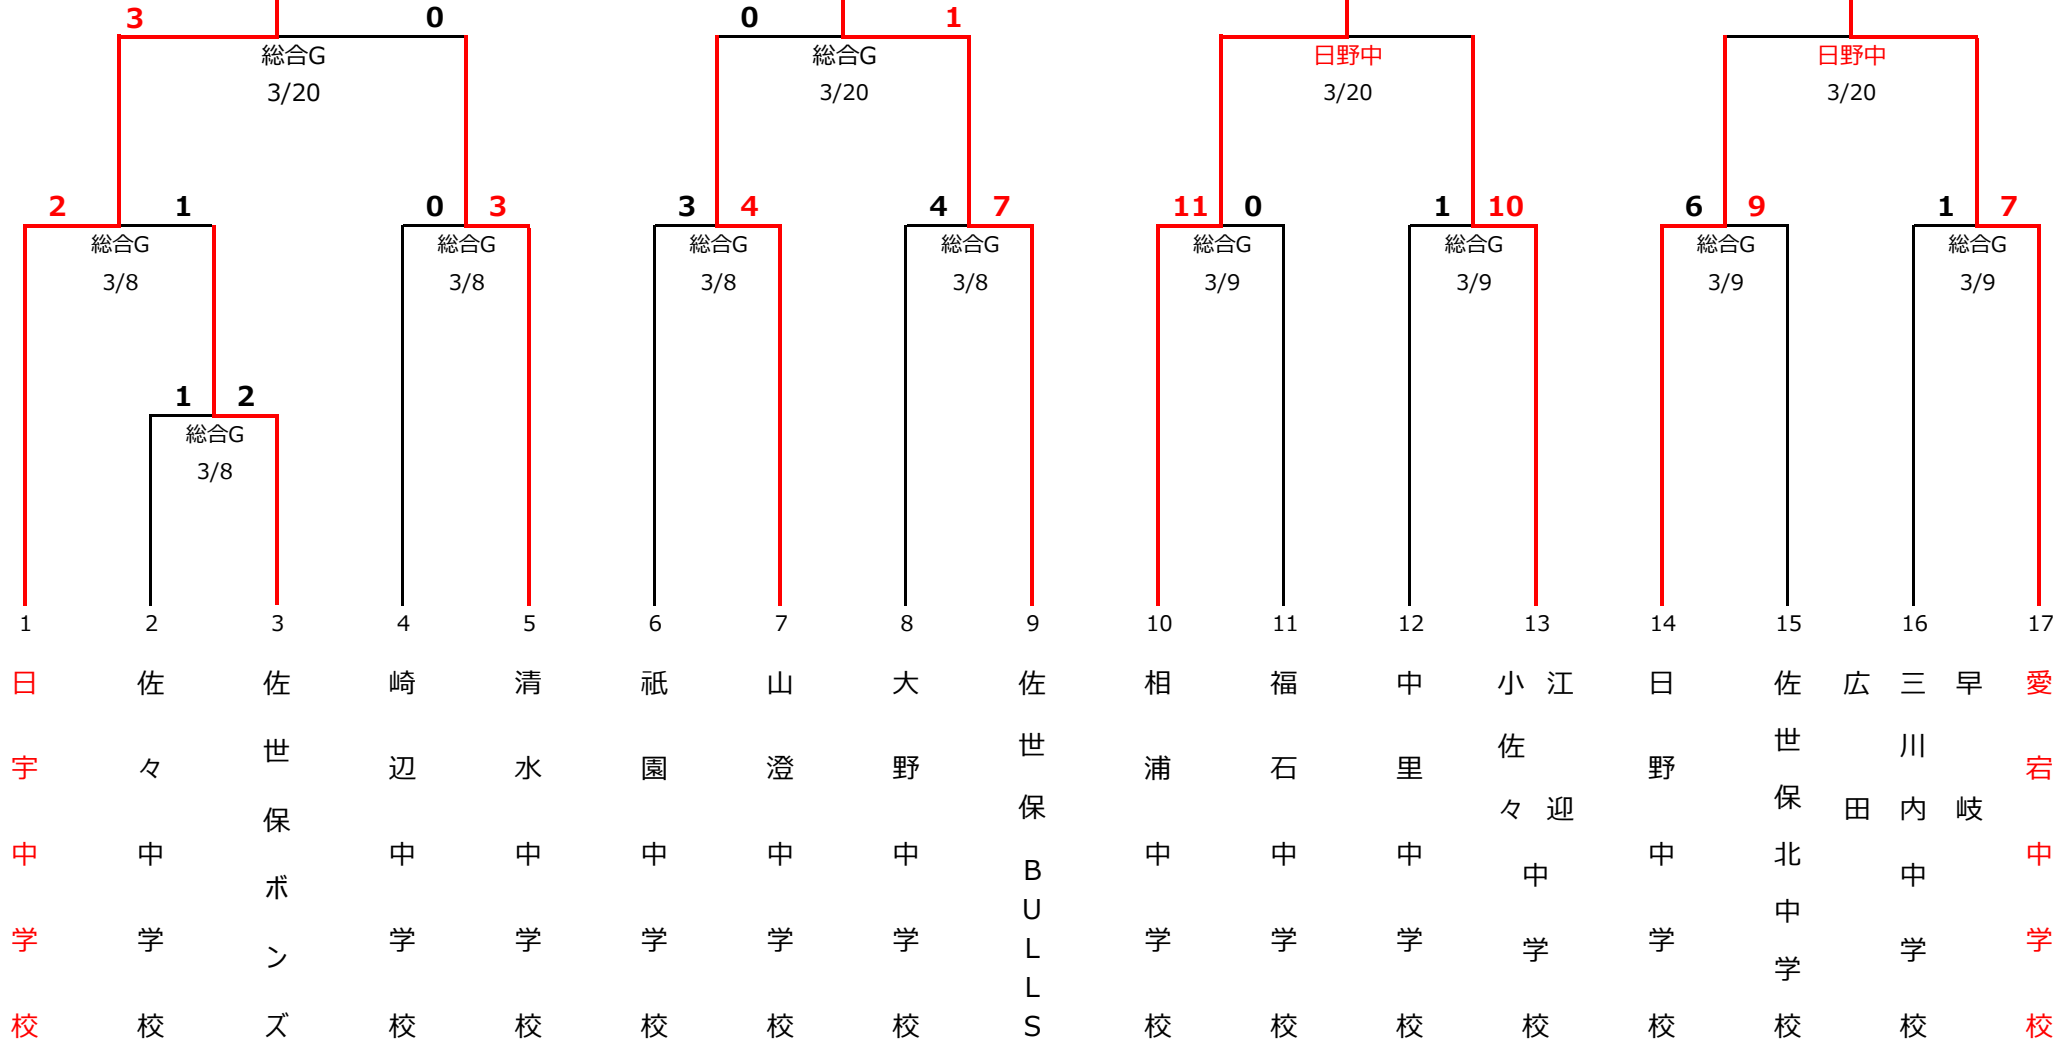 3 0 0 1
総合G 総合G 日野中 日野中
3/20 3/20 3/20 3/20
2 1 0 3 3 4 4 7 11 0 1 10 6 9 1 7
総合G 総合G 総合G 総合G 総合G 総合G 総合G 総合G
3/8 3/8 3/8 3/8 3/9 3/9 3/9 3/9
1 2
総合G
3/8
1 2 3 4 5 6 7 8 9 10 11 12 13 14 15 16 17
日宇中学校
佐々中学校
佐世保ボンズ
崎辺中学校
清水中学校
祇園中学校
山澄中学校
大野中学校
佐世保BULLS
相浦中学校
福石中学校
中里中学校
小佐々
江迎
中学校
日野中学校
佐世保北中学校
広田
三川内
早岐
中学校
愛宕中学校